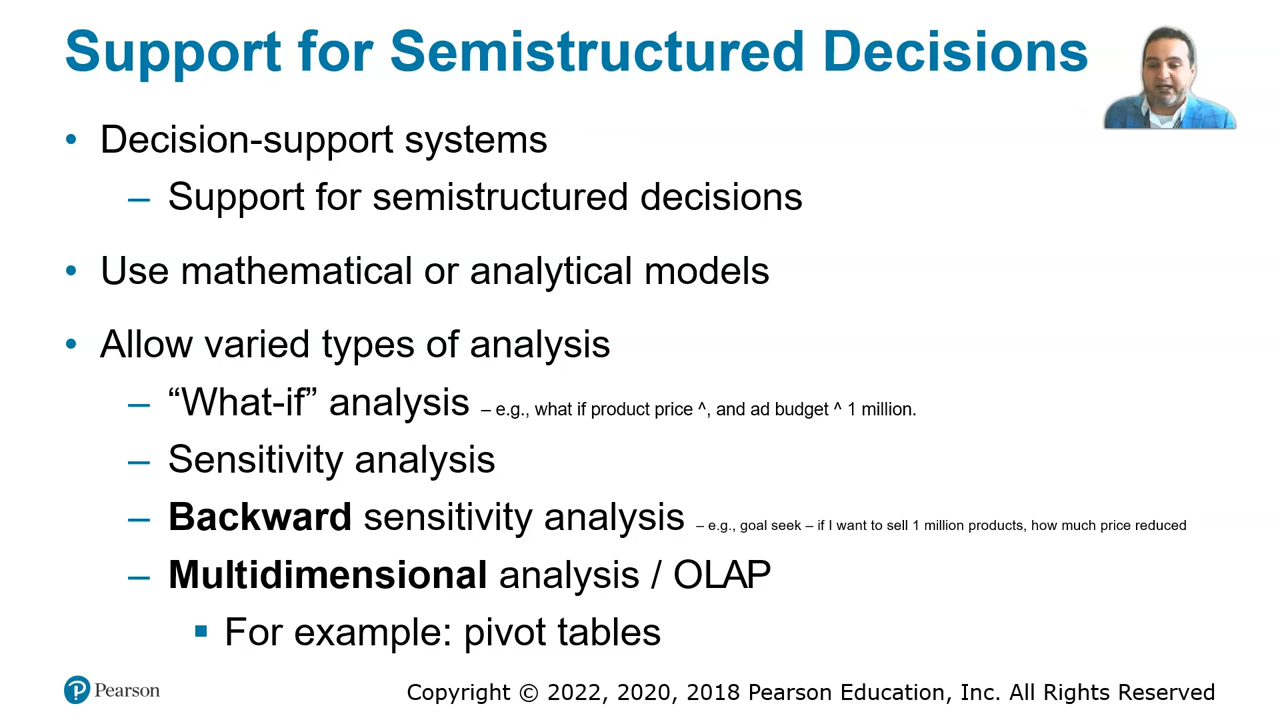 Support for Semistructured Decisions
• Decision-support systems
– Support for semistructured decisions
• Use mathematical or analytical models
• Allow varied types of analysis
– “What-if” analysis – e.g., what if product price ^, and ad budget ^ 1 million.
– Sensitivity analysis
– Backward sensitivity analysis – e.g., goal seek – if I want to sell 1 million products, how much price reduced
– Multidimensional analysis / OLAP
▪ For example: pivot tables
P Pearson
Copyright © 2022, 2020, 2018 Pearson Education, Inc. All Rights Reserved